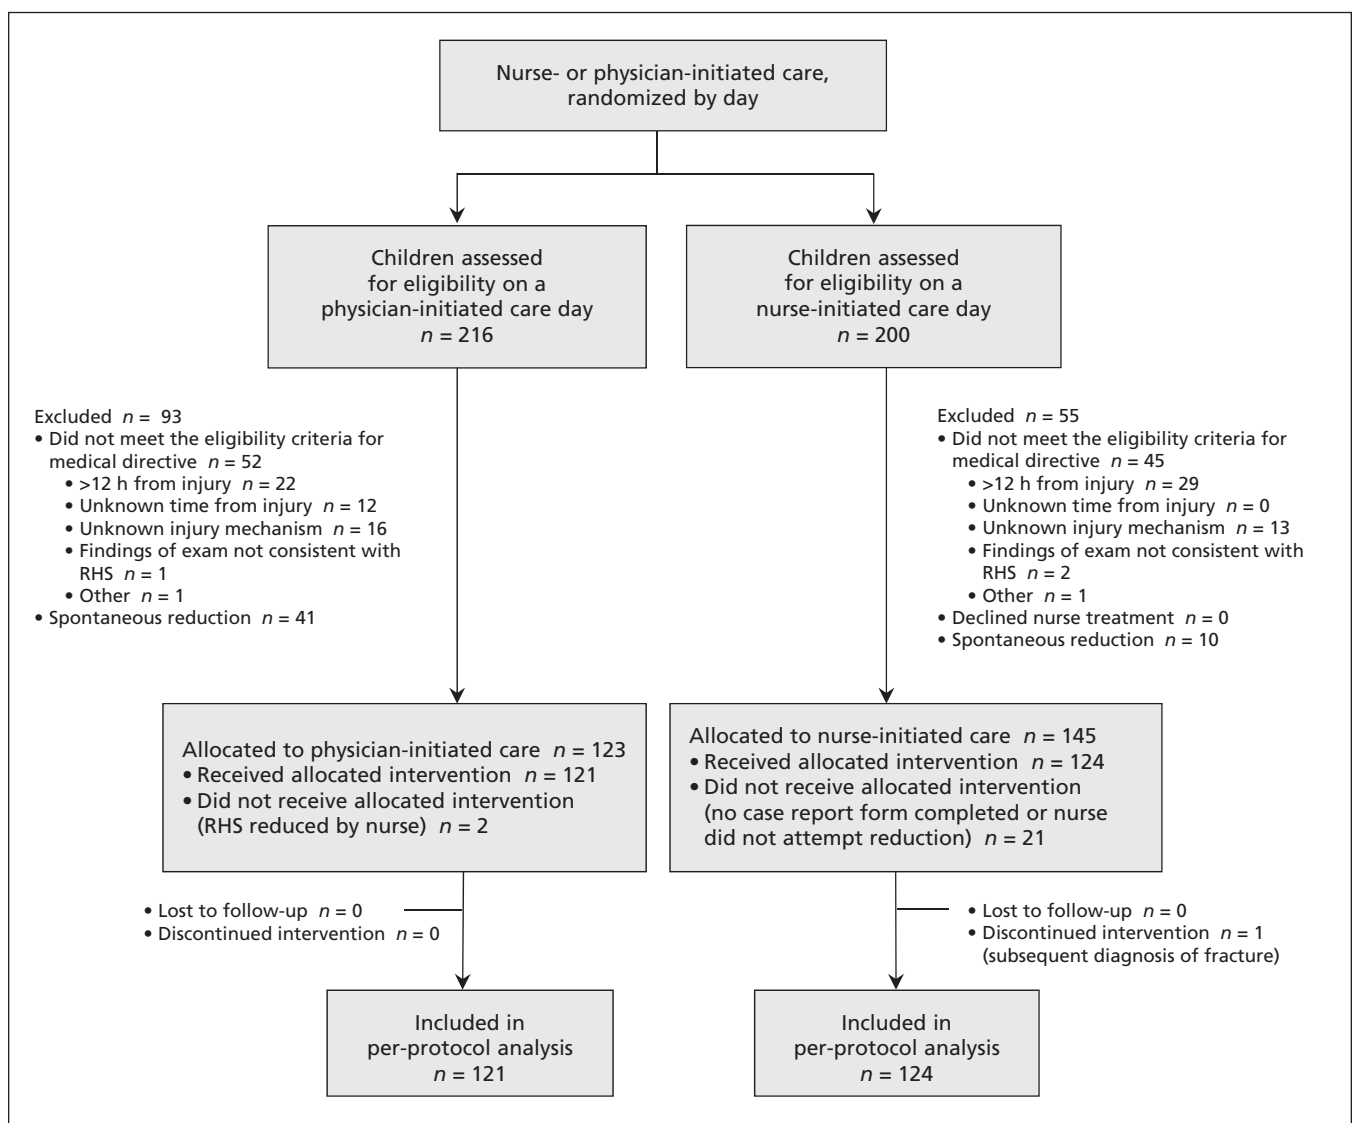 Nurse- or physician-initiated care,
randomized by day
Children assessed
for eligibility on a
physician-initiated care day
n = 216
Children assessed
for eligibility on a
nurse-initiated care day
n = 200
Excluded n = 93
• Did not meet the eligibility criteria for
medical directive n = 52
• >12 h from injury n = 22
• Unknown time from injury n = 12
• Unknown injury mechanism n = 16
• Findings of exam not consistent with
RHS n = 1
• Other n = 1
• Spontaneous reduction n = 41
Excluded n = 55
• Did not meet the eligibility criteria for
medical directive n = 45
• >12 h from injury n = 29
• Unknown time from injury n = 0
• Unknown injury mechanism n = 13
• Findings of exam not consistent with
RHS n = 2
• Other n = 1
• Declined nurse treatment n = 0
• Spontaneous reduction n = 10
Allocated to physician-initiated care n = 123
• Received allocated intervention n = 121
• Did not receive allocated intervention
(RHS reduced by nurse) n = 2
Allocated to nurse-initiated care n = 145
• Received allocated intervention n = 124
• Did not receive allocated intervention
(no case report form completed or nurse
did not attempt reduction) n = 21
• Lost to follow-up n = 0
• Discontinued intervention n = 0
• Lost to follow-up n = 0
• Discontinued intervention n = 1
(subsequent diagnosis of fracture)
Included in
per-protocol analysis
n = 121
Included in
per-protocol analysis
n = 124